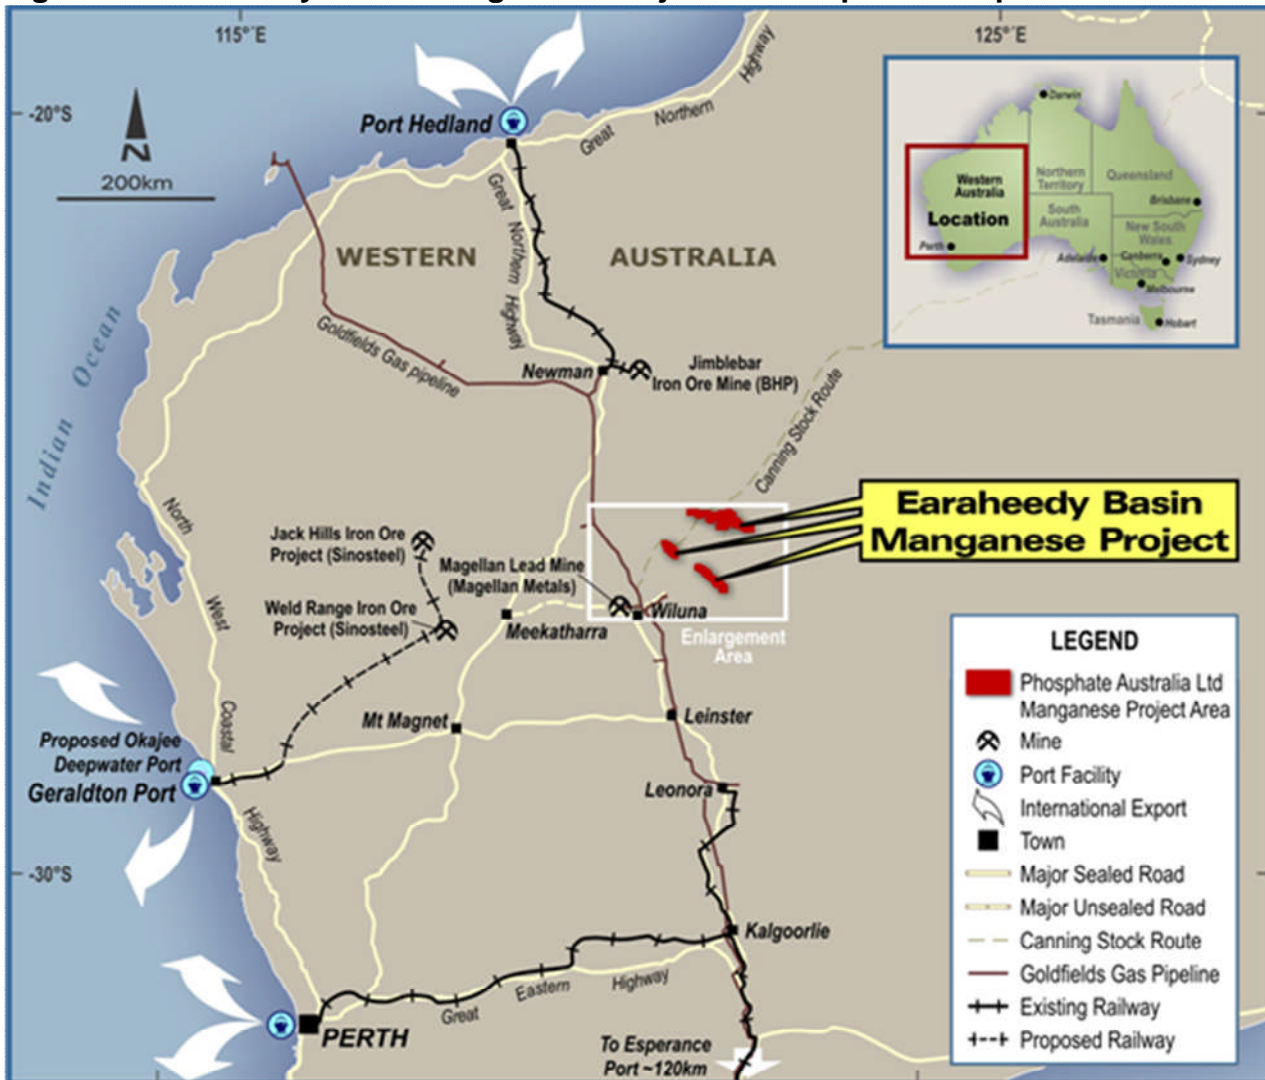 115°E
125°E
-20°S
N
200km
Port Hedland
Great
Northern
Highway
Great Northern Highway
WESTERN
AUSTRALIA
Indian Ocean
Goldfields Gas pipeline
Newman
Jimblebar
Iron Ore Mine (BHP)
Canning Stock Route
Darwin
Western
Australia
Northern
Territory
Queensland
Location
South
Australia
Brisbane
New South
Wales
Perth
Adelaide
Canberra
Sydney
Victoria
Melbourne
Tasmania
Hobart
Earaheedy Basin
Manganese Project
North
West
Coastal
Highway
Jack Hills Iron Ore
Project (Sinosteel)
Magellan Lead Mine
(Magellan Metals)
Weld Range Iron Ore
Project (Sinosteel)
Meekatharra
Wiluna
Enlargement
Area
Mt Magnet
Leinster
Proposed Okajee
Deepwater Port
Geraldton Port
Leonora
-30°S
Kalgoorlie
Great
Eastern
Highway
PERTH
To Esperance
Port ~120km
LEGEND
Phosphate Australia Ltd
Manganese Project Area
Mine
Port Facility
International Export
Town
Major Sealed Road
Major Unsealed Road
Canning Stock Route
Goldfields Gas Pipeline
Existing Railway
Proposed Railway